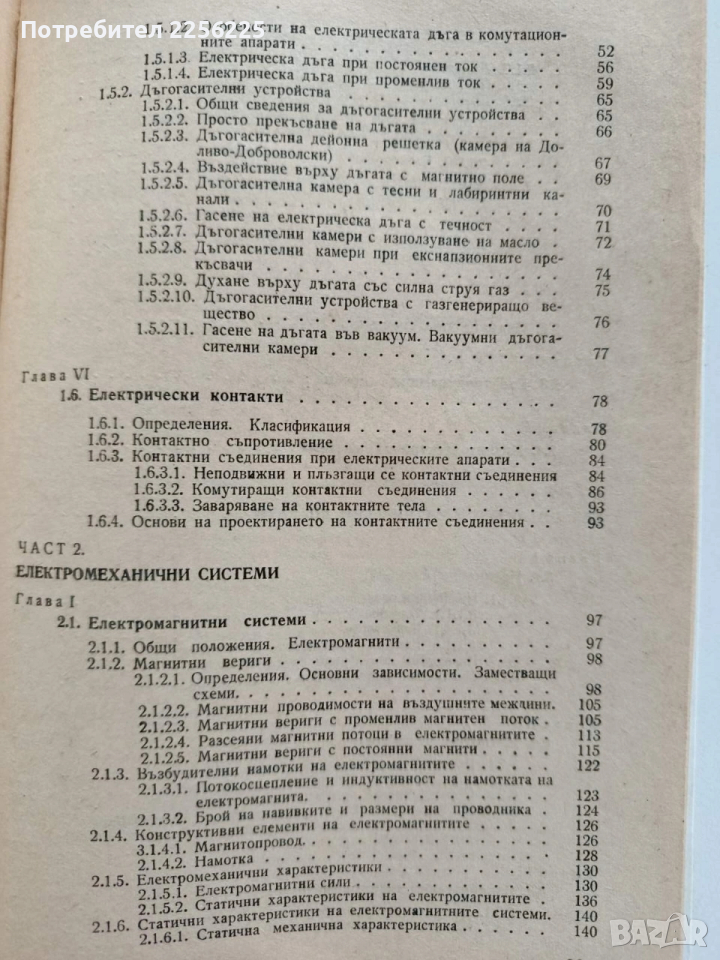 Потребител 2256252805
1.5.1.2. Особености на електрическата дъга в комутацион-
ните апарати . . . . . . . . . . . . . . . 52
1.5.1.3 Електрическа дъга при постоянен ток . . . 56
1.5.1.4. Електрическа дъга при променлив ток . . . 59
1.5.2. Дъгогасителни устройства . . . . . . . . . . . 65
1.5.2.1. Общи сведения за дъгогасителни устройства . 65
1.5.2.2. Просто прекъсване на дъгата . . . . . . . 66
1.5.2.3. Дъгогасителна дейонна решетка (камера на До-
ливо-Доброволски) . . . . . . . . . . . . . 67
1.5.2.4. Въздействие върху дъгата с магнитно поле . . 69
1.5.2.5. Дъгогасителна камера с тесни и лабиринтни ка-
нали . . . . . . . . . . . . . . . . . . 70
1.5.2.6. Гасене на електрическа дъга с течност . . . 71
1.5.2.7. Дъгогасителни камери с използуване на масло . 72
1.5.2.8. Дъгогасителни камери при експанзионните пре-
късвачи . . . . . . . . . . . . . . . . . 74
1.5.2.9. Духане върху дъгата със силна струя газ . . 75
1.5.2.10. Дъгогасителни устройства с газгенериращо ве-
щество . . . . . . . . . . . . . . . . . 76
1.5.2.11. Гасене на дъгата във вакуум. Вакуумни дъгога-
сителни камери . . . . . . . . . . . . . . 77
Глава VI
1.6. Електрически контакти . . . . . . . . . . . . . 78
1.6.1. Определения. Класификация . . . . . . . . . . 78
1.6.2. Контактно съпротивление . . . . . . . . . . . 80
1.6.3. Контактни съединения при електрическите апарати . . . 84
1.6.3.1. Неподвижни и плъзгащи се контактни съединения 84
1.6.3.2. Комутиращи контактни съединения . . . . 86
1.6.3.3. Заваряване на контактните тела . . . . . . 93
1.6.4. Основи на проектирането на контактните съединения . . 93
ЧАСТ 2.
ЕЛЕКТРОМЕХАНИЧНИ СИСТЕМИ
Глава I
2.1. Електромагнитни системи . . . . . . . . . . . . 97
2.1.1. Общи положения. Електромагнити . . . . . . . . 97
2.1.2. Магнитни вериги . . . . . . . . . . . . . . 98
2.1.2.1. Определения. Основни зависимости. Заместващи
схеми. . . . . . . . . . . . . . . . . . 98
2.1.2.2. Магнитни проводимости на въздушните междини. 105
2.1.2.3. Магнитни вериги с променлив магнитен поток . 105
2.1.2.4. Разсеяни магнитни потоци в електромагнитите . 113
2.1.2.5. Магнитни вериги с постоянни магнити . . . 115
2.1.3. Възбудителни намотки на електромагнитите . . . . . 122
2.1.3.1. Потокосцепление и индуктивност на намотката на
електромагнита. . . . . . . . . . . . . . 123
2.1.3.2. Брой на навивките и размери на проводника . 124
2.1.4. Конструктивни елементи на електромагнитите . . . . 126
3.1.4.1. Магнитопровод. . . . . . . . . . . . . 126
2.1.4.2. Намотка . . . . . . . . . . . . . . . . 128
2.1.5. Електромеханични характеристики . . . . . . . . 130
2.1.5.1. Електромагнитни сили . . . . . . . . . . 130
2.1.5.2. Статични характеристики на електромагнитите . 136
2.1.6. Статични характеристики на електромагнитните системи. 140
2.1.6.1. Статична механична характеристика . . . . 140
BAZAR